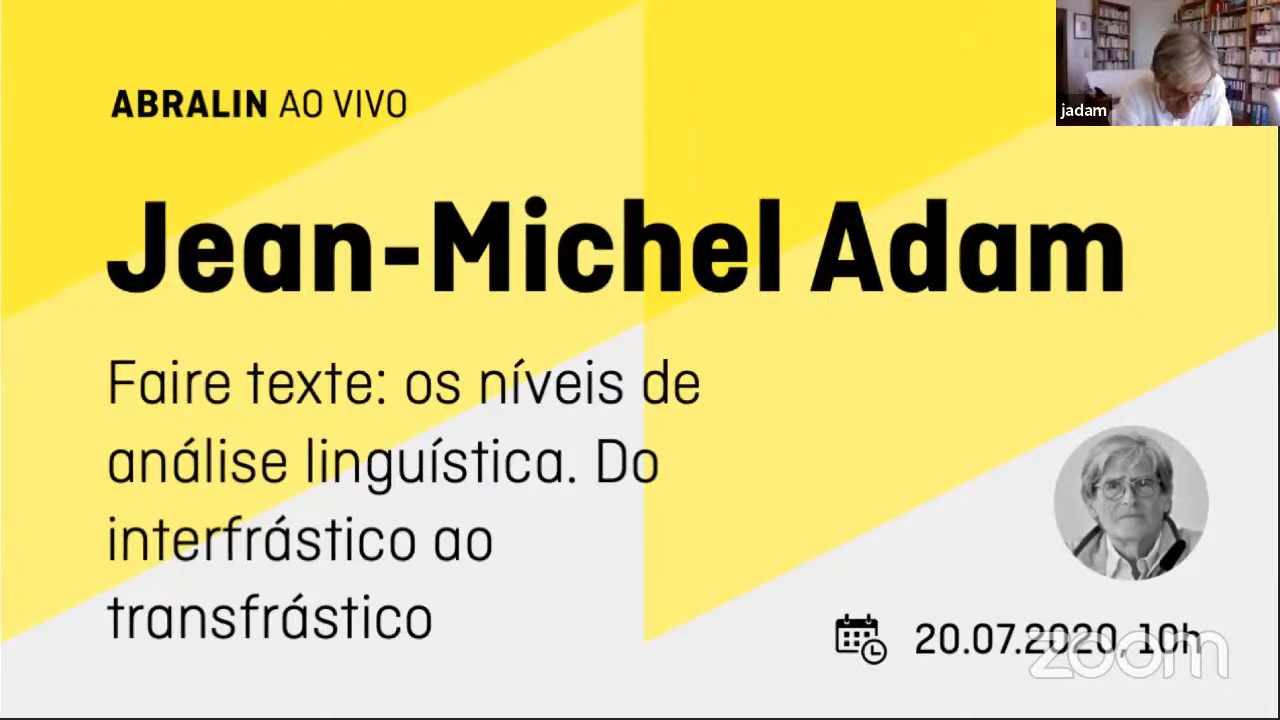 ABRALIN AO VIVO
jadam
Jean-Michel Adam
Faire texte: os níveis de
análise linguística. Do
interfrástico ao
transfrástico
20.07.2020, 10h
zoom